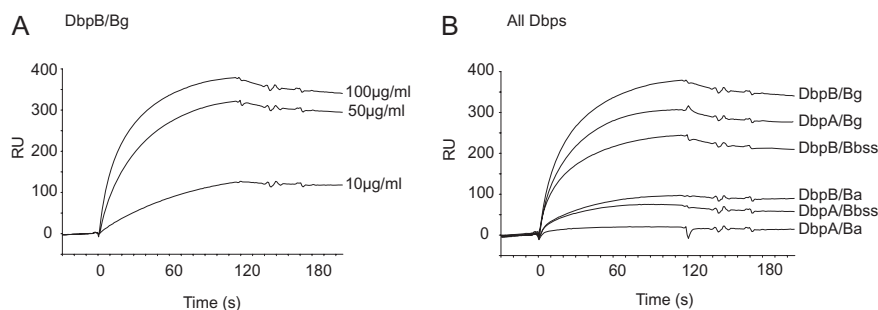 A DbpB/Bg
400
300
200
100
0
RU
100µg/ml
50µg/ml
10µg/ml
0 60 120 180
Time (s)
B All Dbps
400
300
200
100
0
RU
DbpB/Bg
DbpA/Bg
DbpB/Bbss
DbpB/Ba
DbpA/Bbss
DbpA/Ba
0 60 120 180
Time (s)